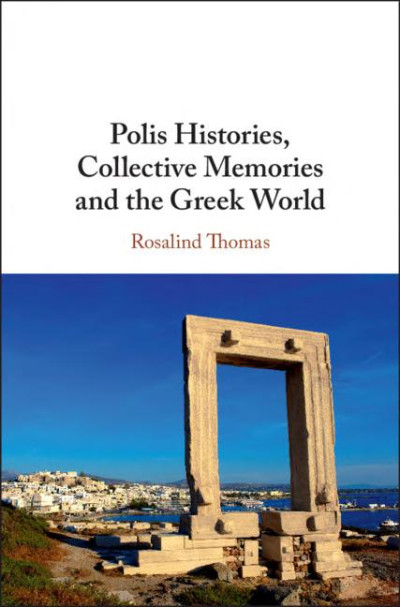 Polis Histories,
Collective Memories
and the Greek World
Rosalind Thomas